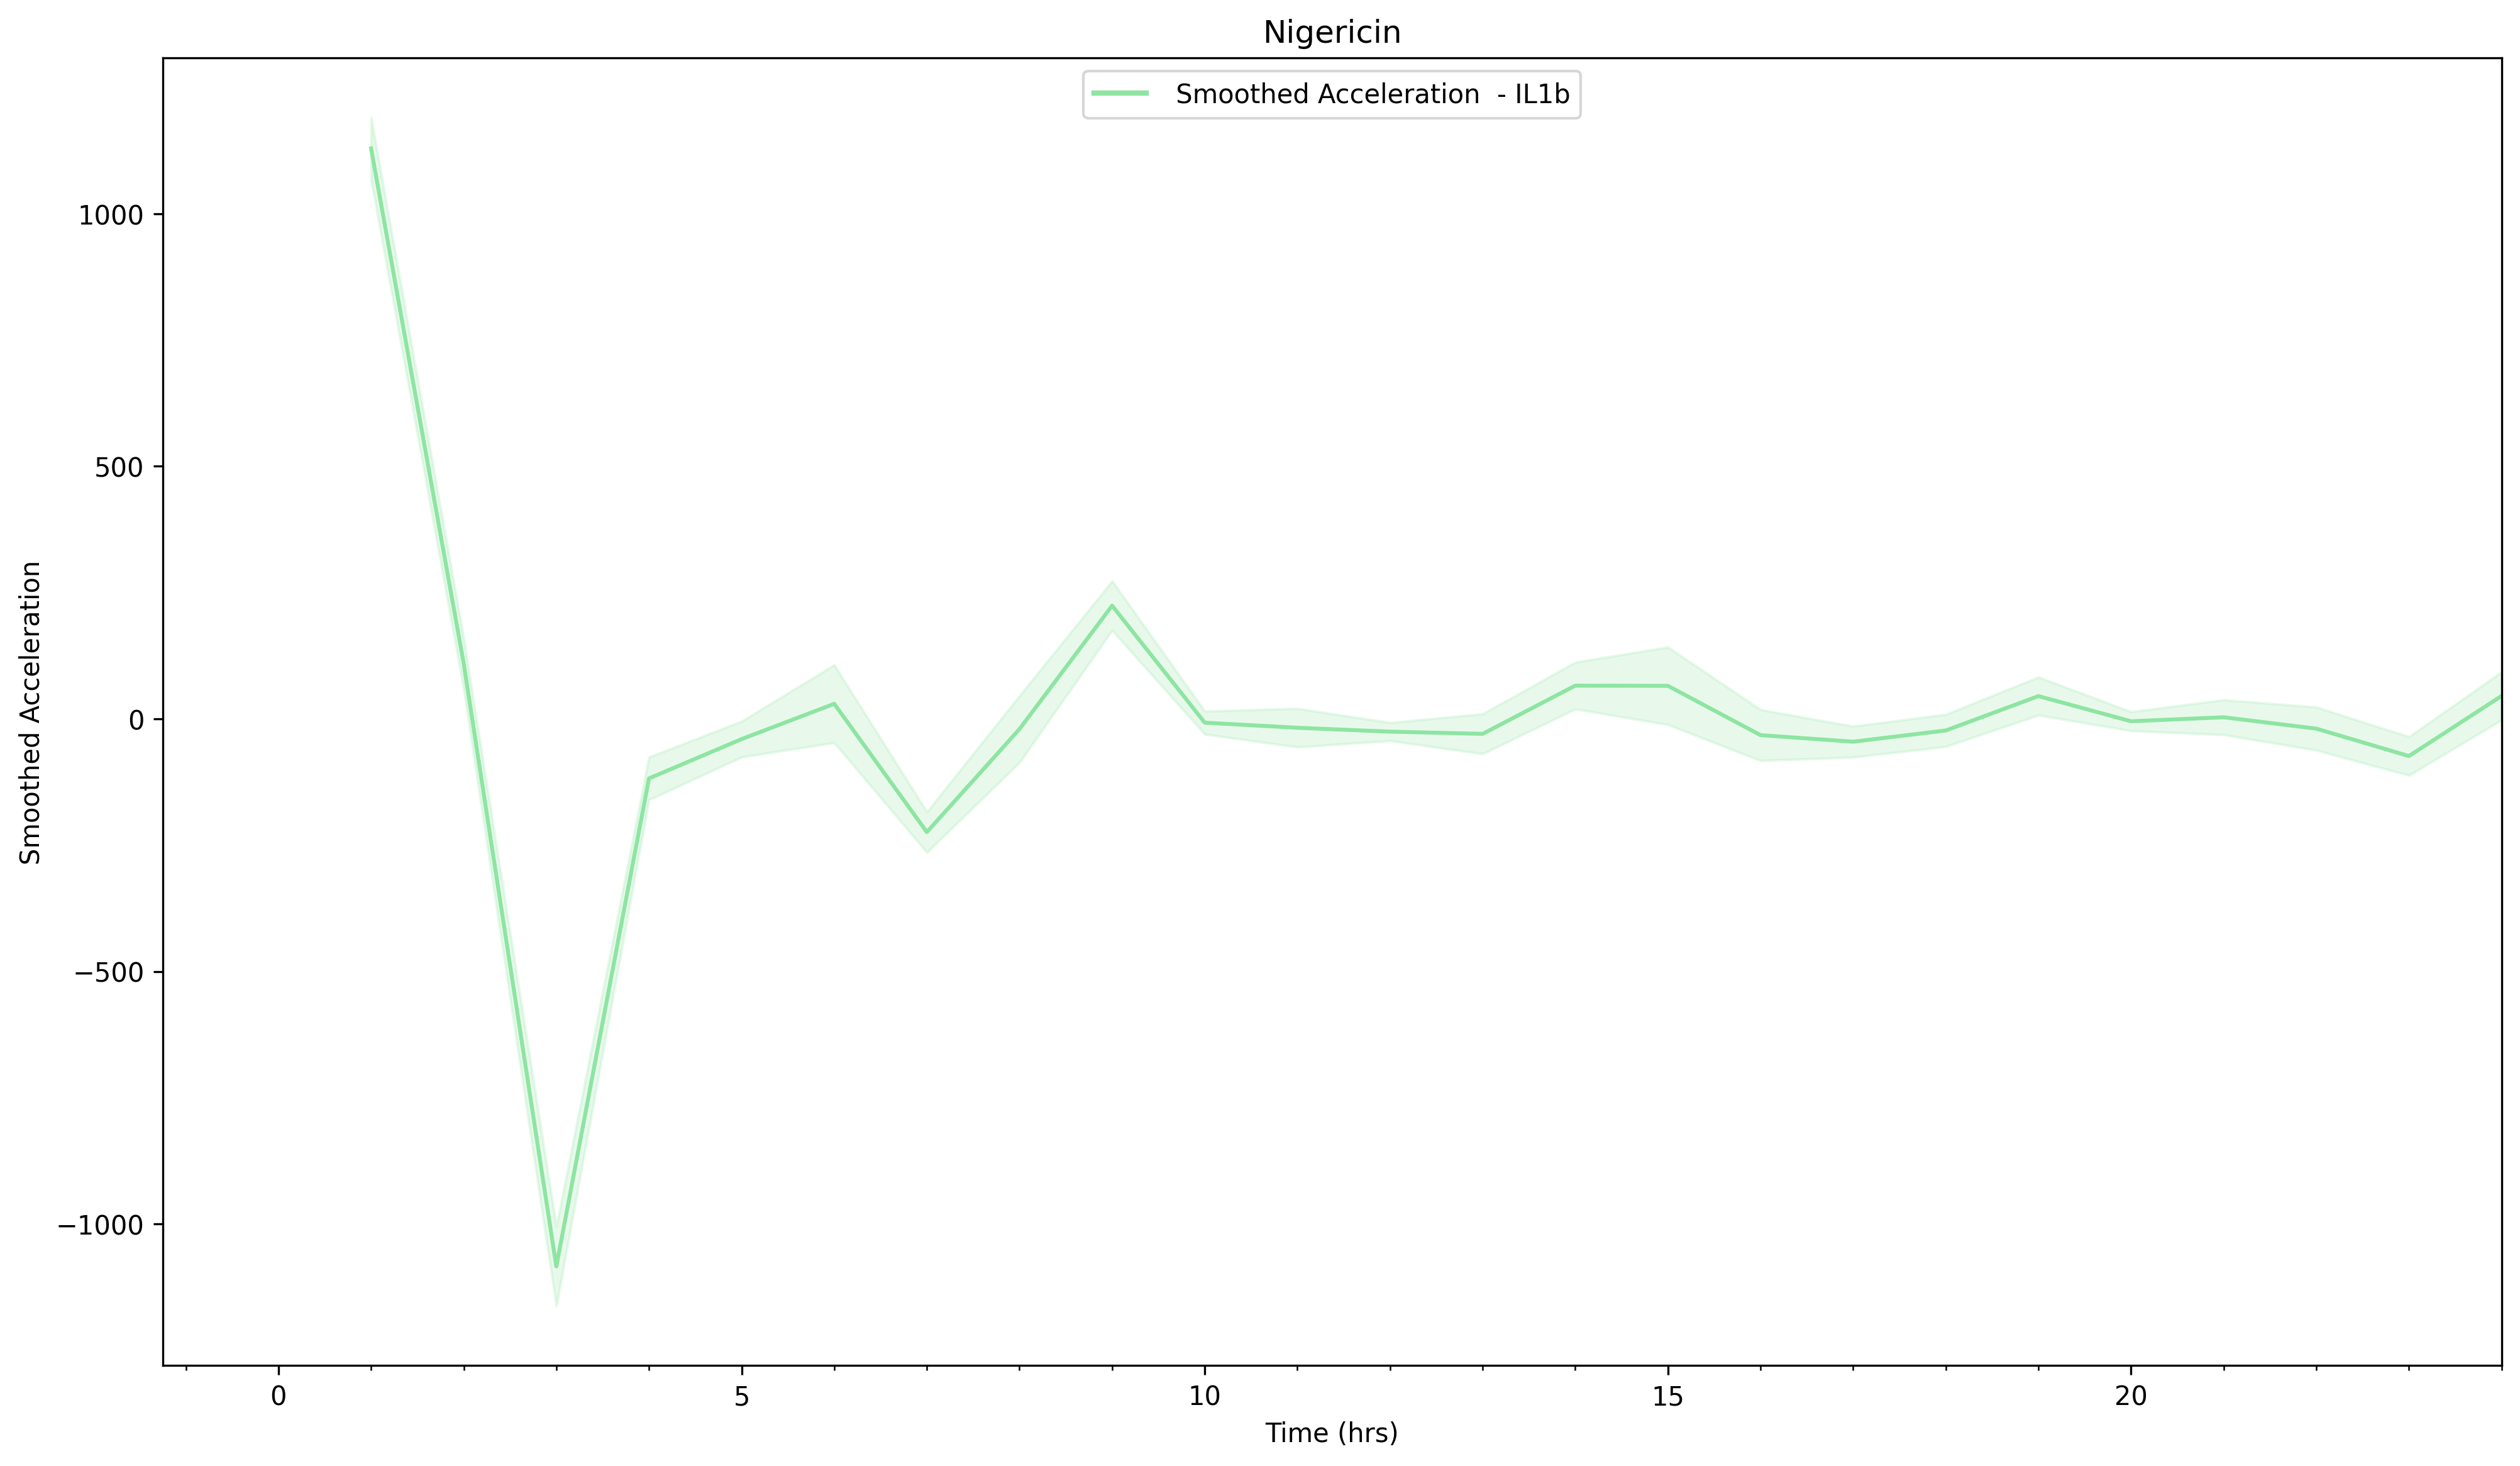 Nigericin
Smoothed Acceleration - IL1b
Smoothed Acceleration
1000
500
0
−500
−1000
0 5 10 15 20
Time (hrs)